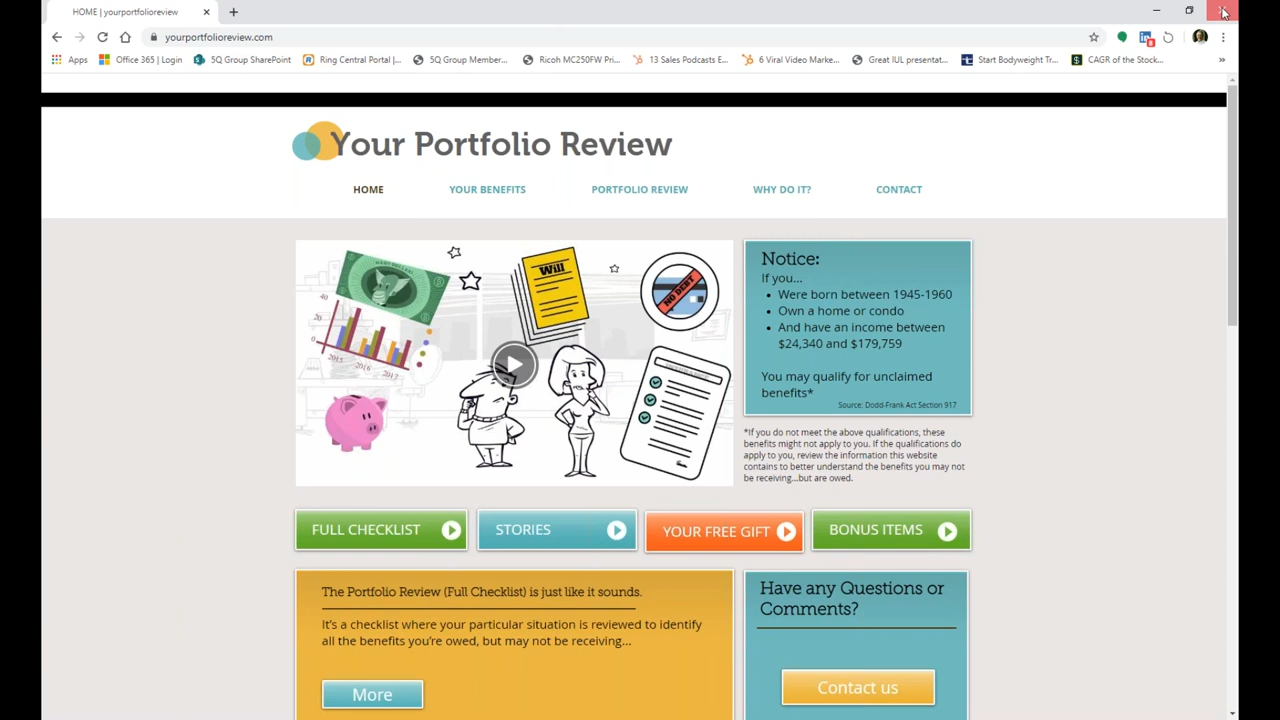 HOME | yourportfolioreview
yourportfolioreview.com
Apps
Office 365 | Login
5Q Group SharePoint
Ring Central Portal |...
5Q Group Member...
Ricoh MC250FW Pri...
13 Sales Podcasts E...
6 Viral Video Marke...
Great IUL presentat...
Start Bodyweight Tr...
CAGR of the Stock...
Your Portfolio Review
HOME
YOUR BENEFITS
PORTFOLIO REVIEW
WHY DO IT?
CONTACT
Will
NO DEBT
40
20
0
2015
2016
2017
Notice:
If you...
• Were born between 1945-1960
• Own a home or condo
• And have an income between
$24,340 and $179,759
You may qualify for unclaimed
benefits*
Source: Dodd-Frank Act Section 917
*If you do not meet the above qualifications, these
benefits might not apply to you. If the qualifications do
apply to you, review the information this website
contains to better understand the benefits you may not
be receiving...but are owed.
FULL CHECKLIST
STORIES
YOUR FREE GIFT
BONUS ITEMS
The Portfolio Review (Full Checklist) is just like it sounds.
It's a checklist where your particular situation is reviewed to identify
all the benefits you're owed, but may not be receiving...
More
Have any Questions or
Comments?
Contact us